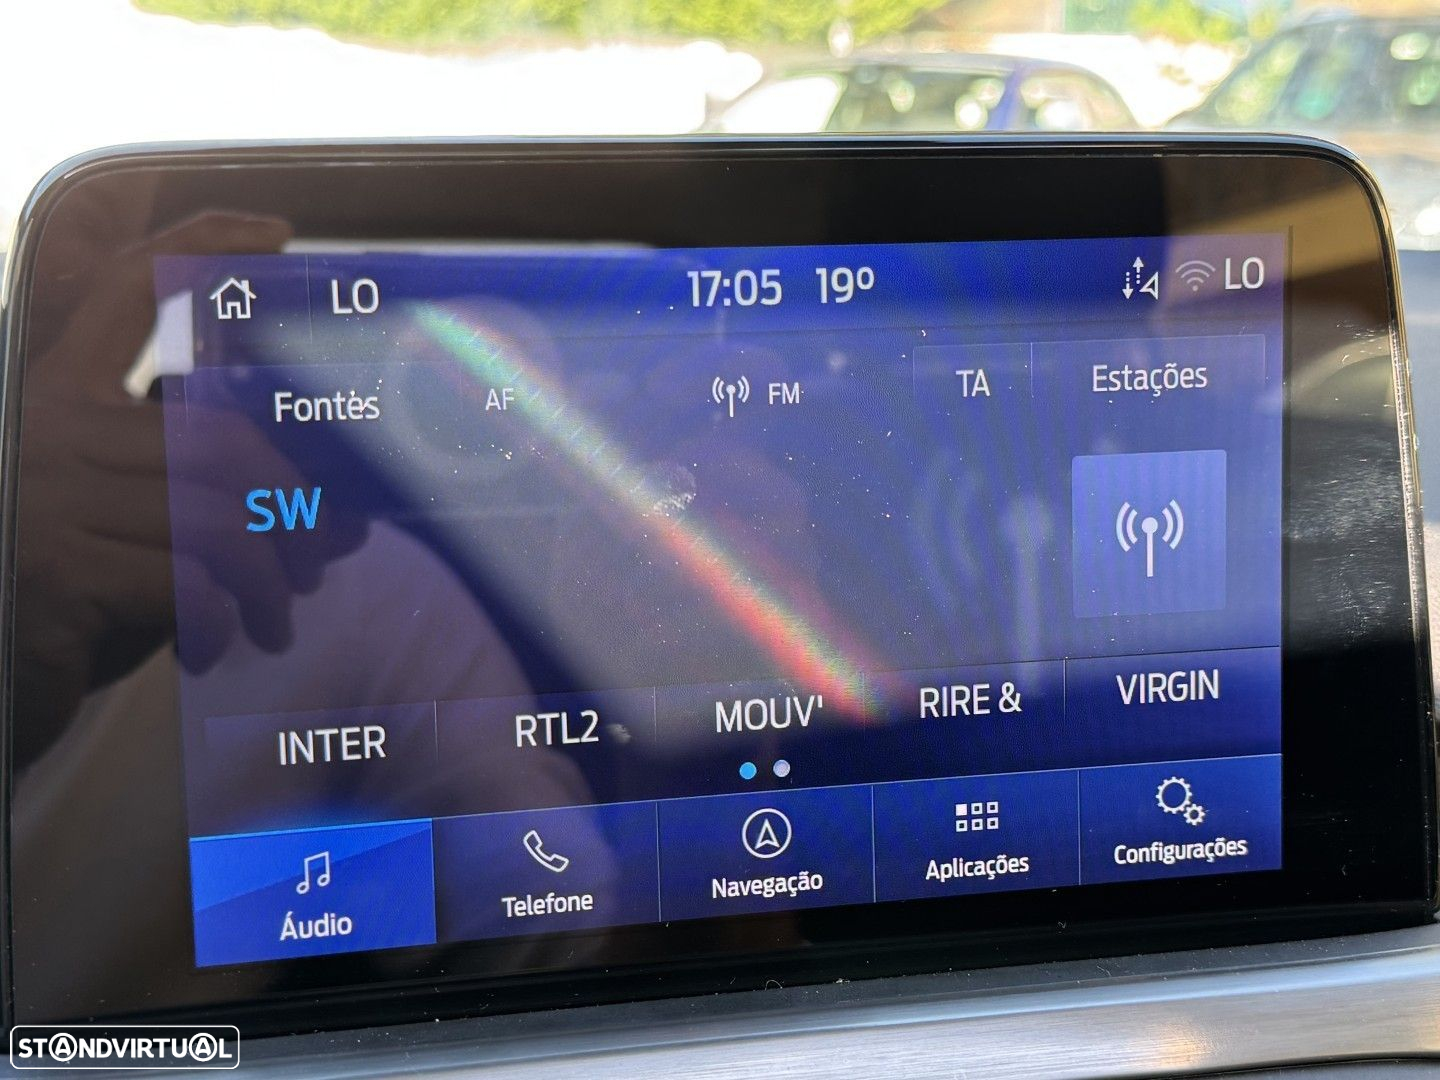 LO 17:05 19º LO
Fontes AF FM TA Estações
SW
INTER RTL2 MOUV' RIRE & VIRGIN
Áudio Telefone Navegação Aplicações Configurações
STANDVIRTUAL